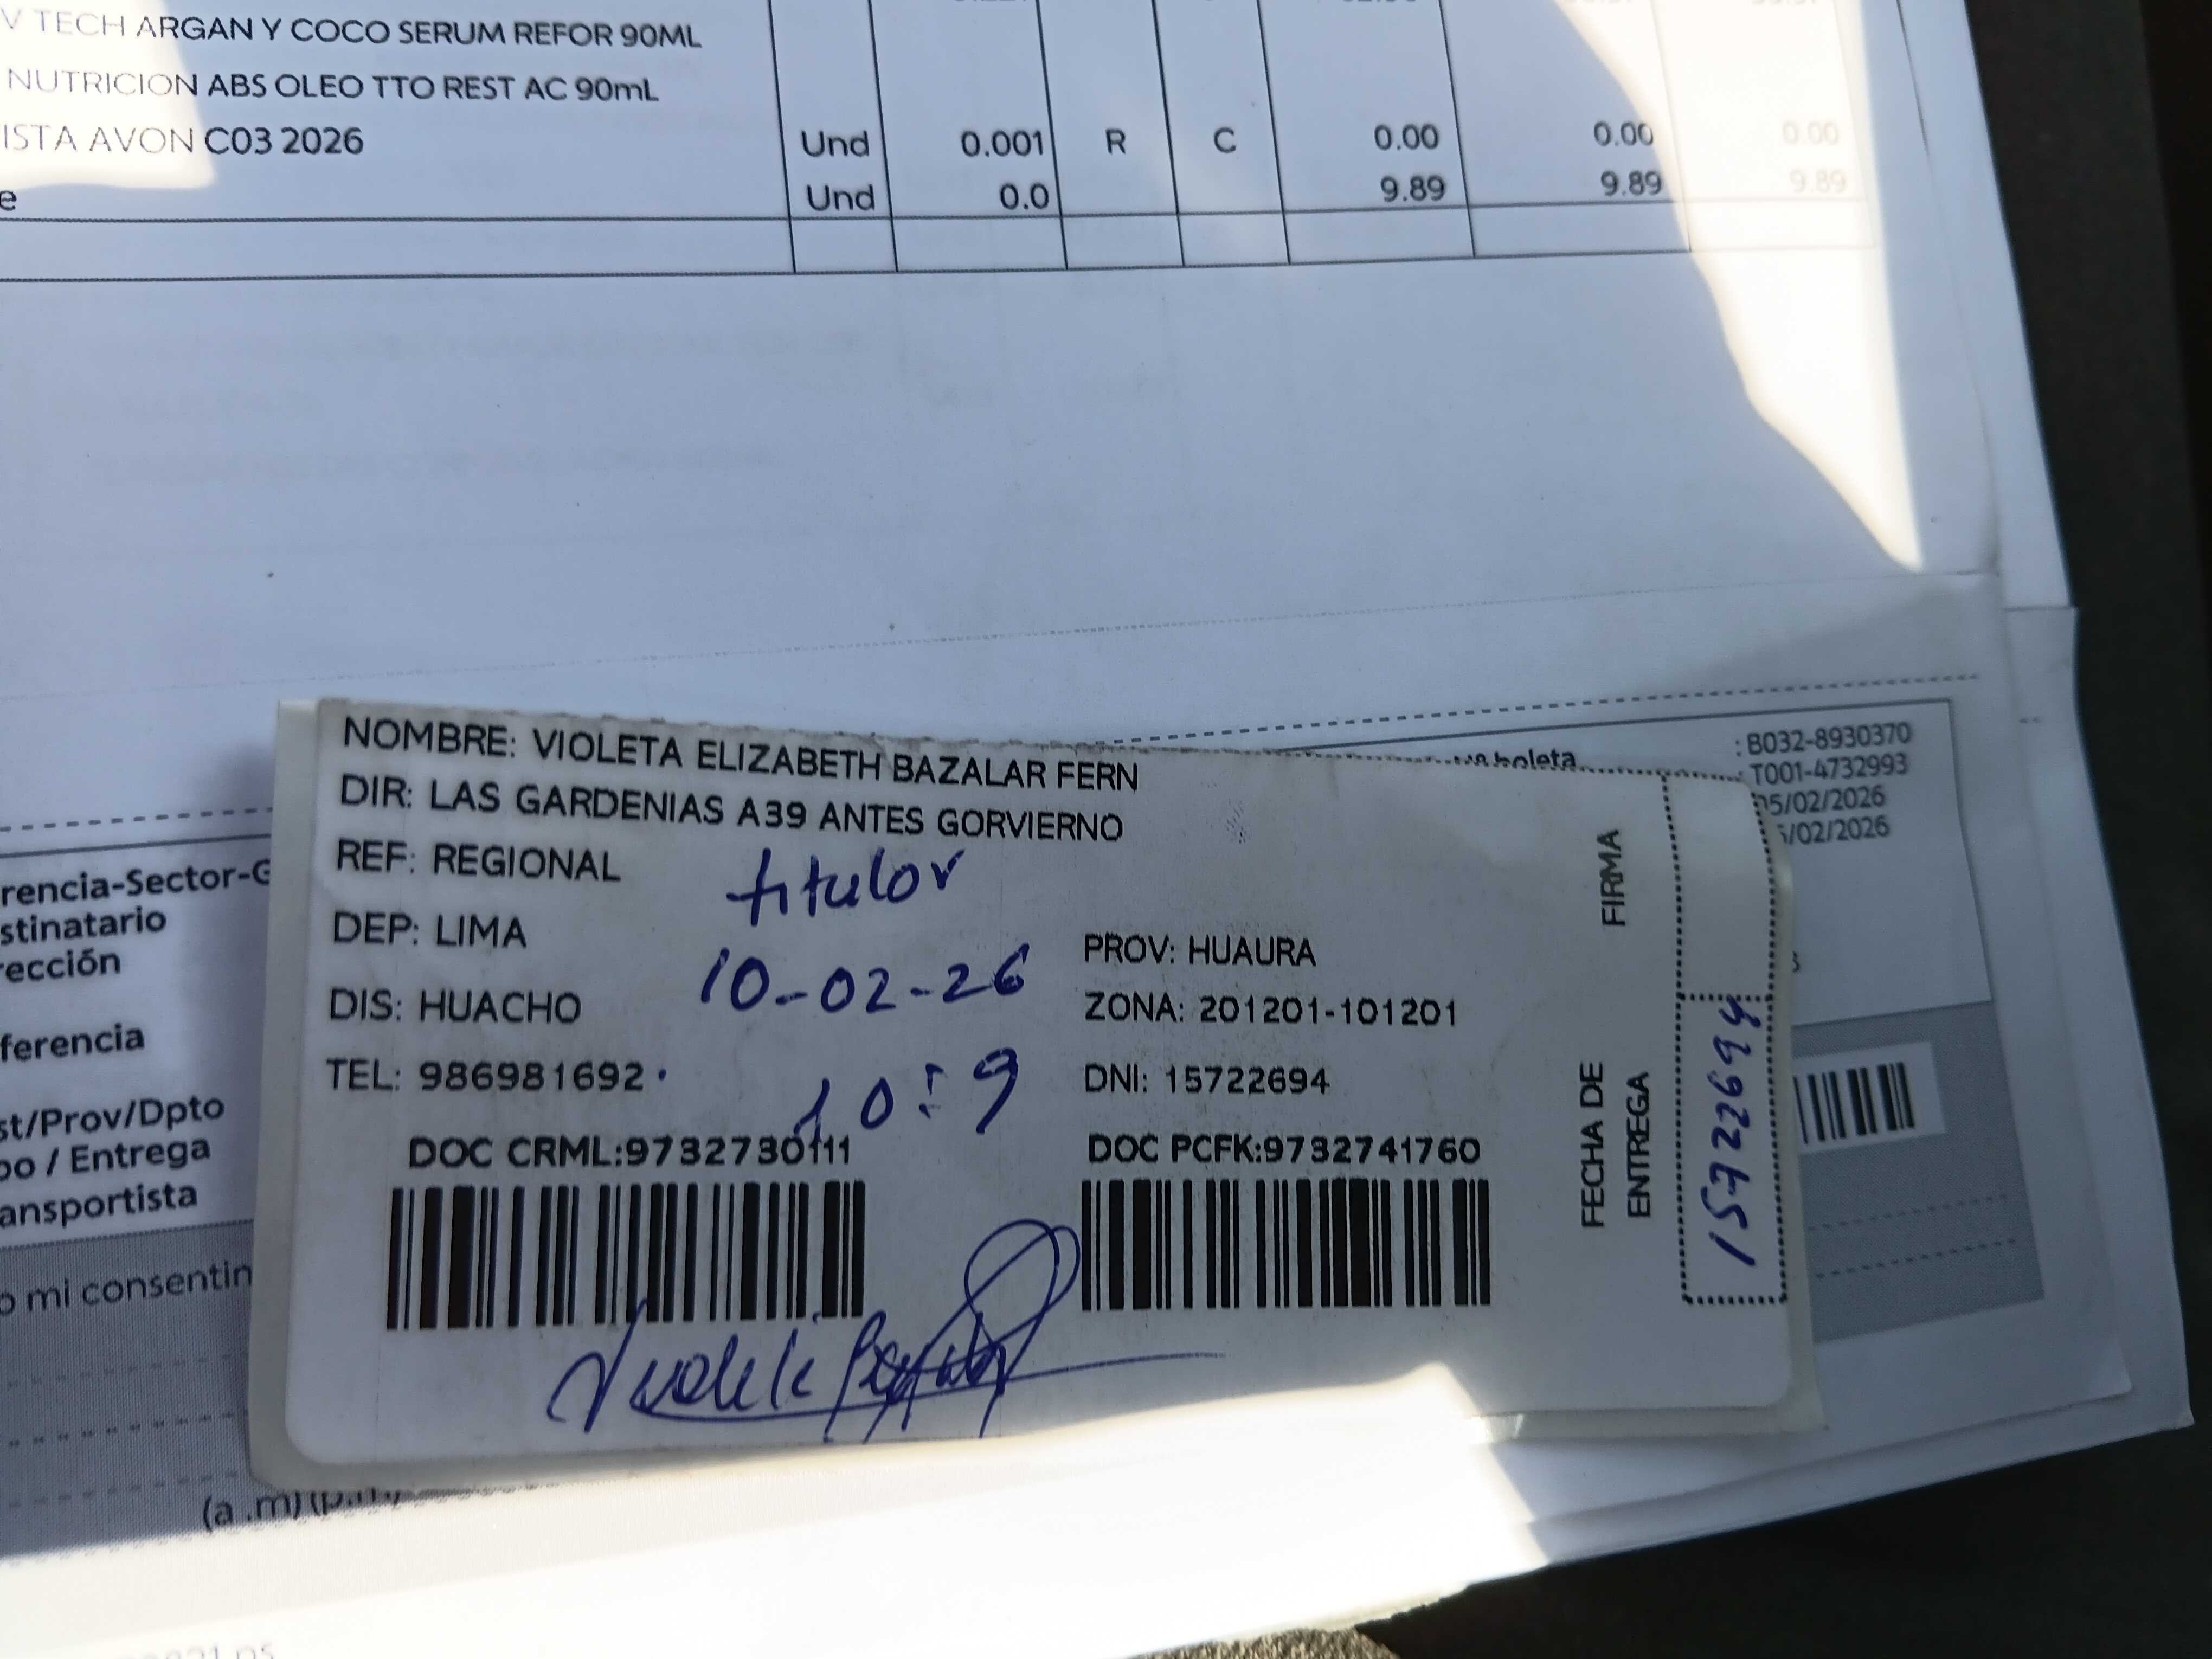 V TECH ARGAN Y COCO SERUM REFOR 90ML
NUTRICION ABS OLEO TTO REST AC 90mL
ISTA AVON C03 2026 Und 0.001 R C 0.00 0.00 0.00
e Und 0.0 9.89 9.89 9.89
NOMBRE: VIOLETA ELIZABETH BAZALAR FERN
DIR: LAS GARDENIAS A39 ANTES GORVIERNO
REF: REGIONAL
titular
DEP: LIMA
PROV: HUAURA
10-02-26
DIS: HUACHO
ZONA: 201201-101201
TEL: 986981692
10:9
DNI: 15722694
DOC CRML:9732730111
DOC PCFK:9732741760
FIRMA
FECHA DE
ENTREGA
15722694
boleta
: B032-8930370
: T001-4732993
05/02/2026
5/02/2026
rencia-Sector-G
stinatario
rección
ferencia
st/Prov/Dpto
po / Entrega
ansportista
o mi consentin
(a .m) (p.m)